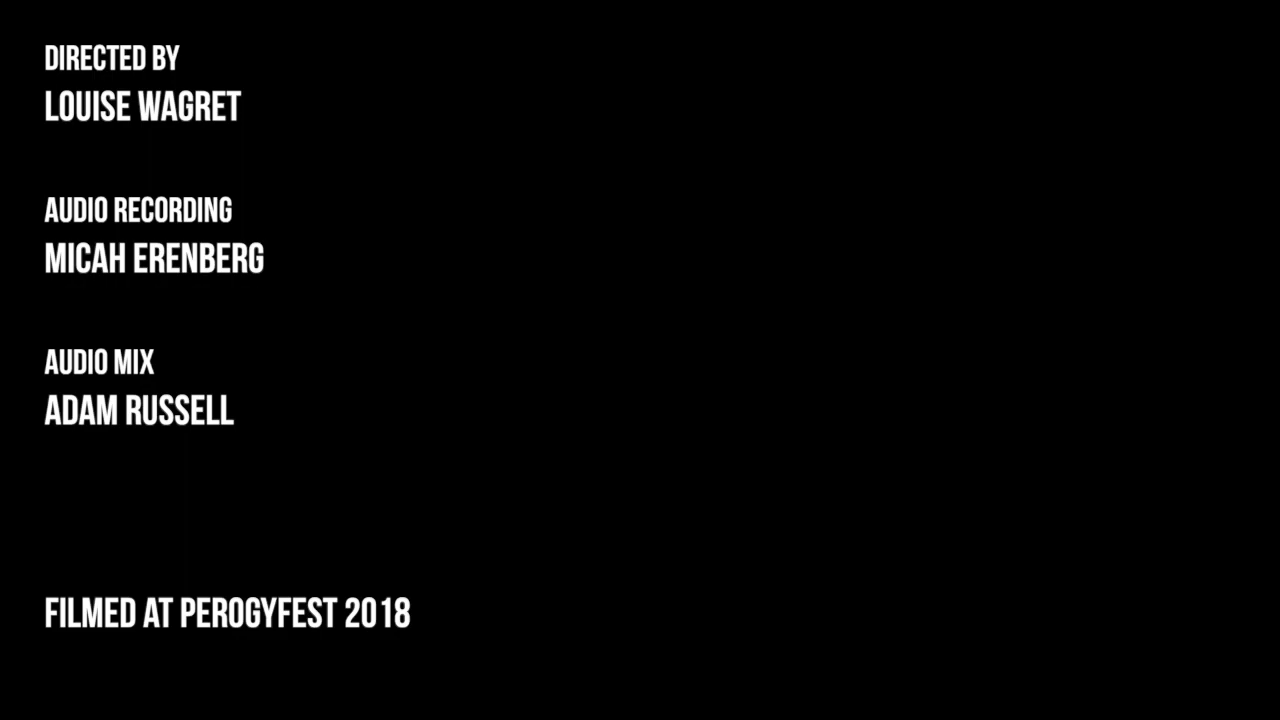 DIRECTED BY
LOUISE WAGRET
AUDIO RECORDING
MICAH ERENBERG
AUDIO MIX
ADAM RUSSELL
FILMED AT PEROGYFEST 2018